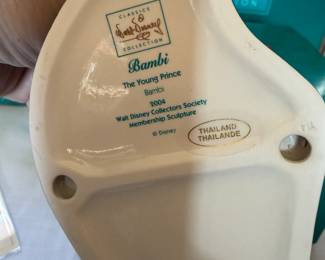 CLASSICS
Walt Disney
COLLECTION
Bambi
The Young Prince
Bambi
2004
Walt Disney Collectors Society
Membership Sculpture
© Disney
THAILAND
THAILANDE